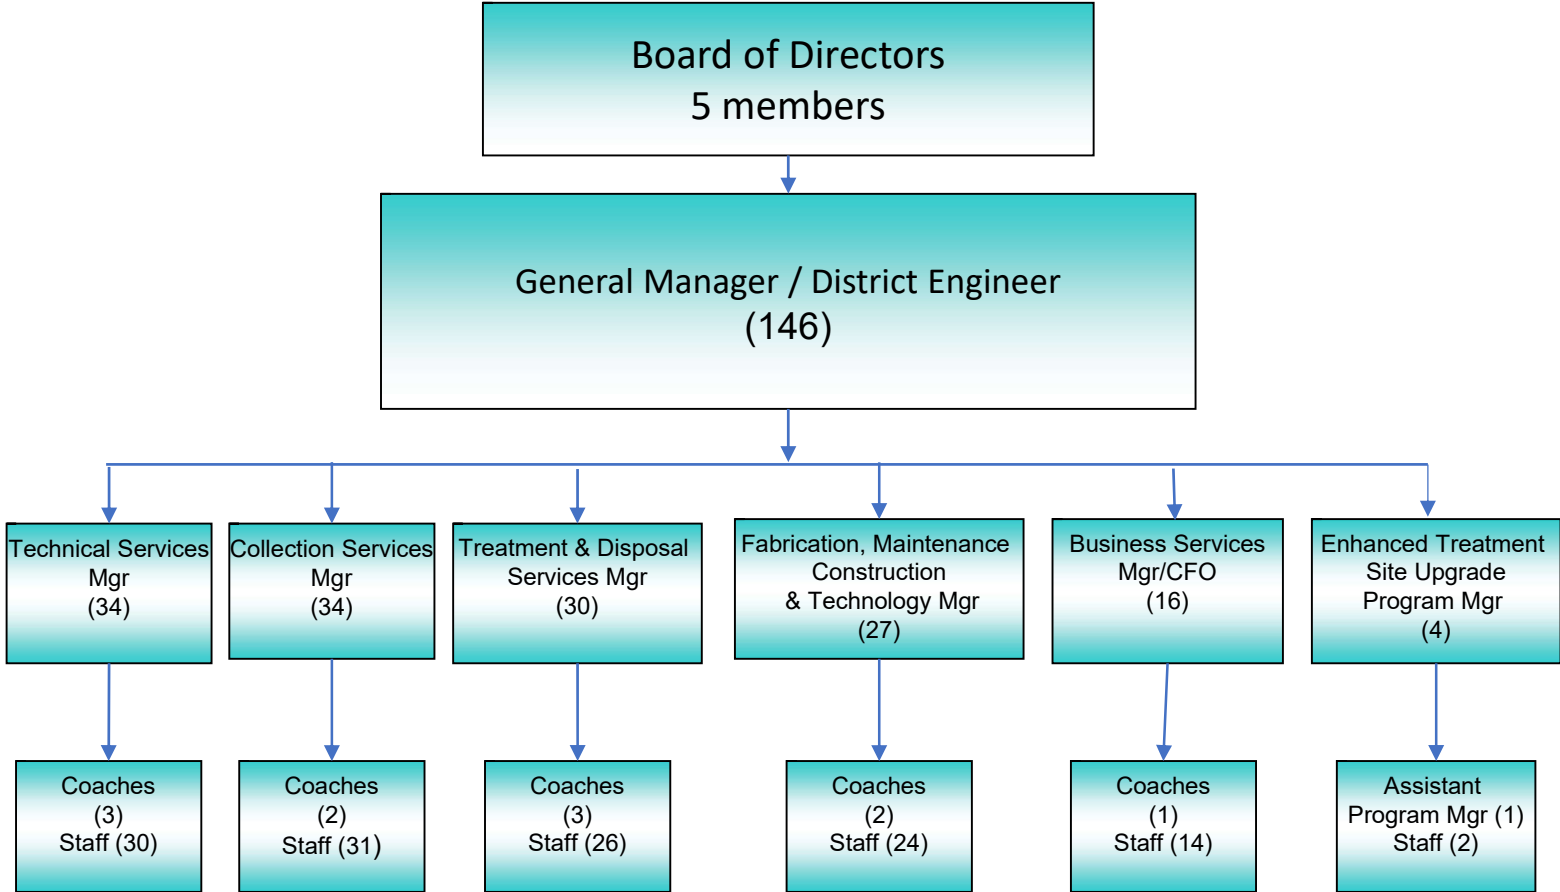 Board of Directors
5 members
General Manager / District Engineer
(146)
Technical Services
Mgr
(34)
Collection Services
Mgr
(34)
Treatment & Disposal
Services Mgr
(30)
Fabrication, Maintenance
Construction
& Technology Mgr
(27)
Business Services
Mgr/CFO
(16)
Enhanced Treatment
Site Upgrade
Program Mgr
(4)
Coaches
(3)
Staff (30)
Coaches
(2)
Staff (31)
Coaches
(3)
Staff (26)
Coaches
(2)
Staff (24)
Coaches
(1)
Staff (14)
Assistant
Program Mgr (1)
Staff (2)